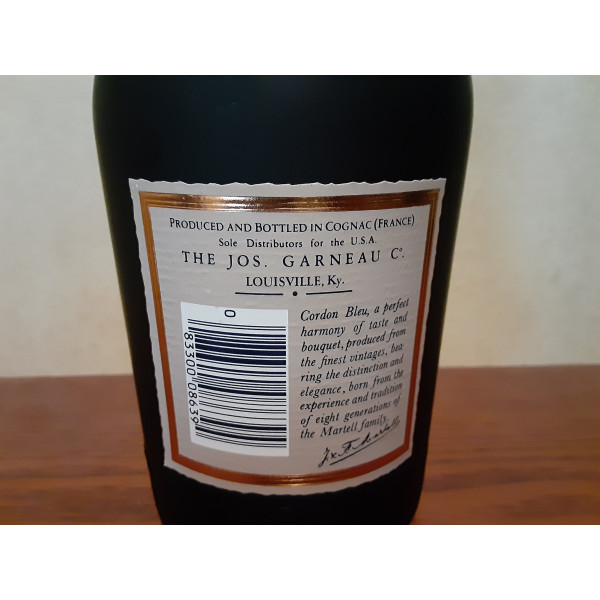 PRODUCED AND BOTTLED IN COGNAC (FRANCE)
Sole Distributors for the U.S.A.
THE JOS. GARNEAU Cº.
LOUISVILLE, Ky.
0
83300 08639
Cordon Bleu, a perfect
harmony of taste and
bouquet, produced from
the finest vintages, bea-
ring the distinction and
elegance, born from the
experience and tradition
of eight generations of
the Martell family.